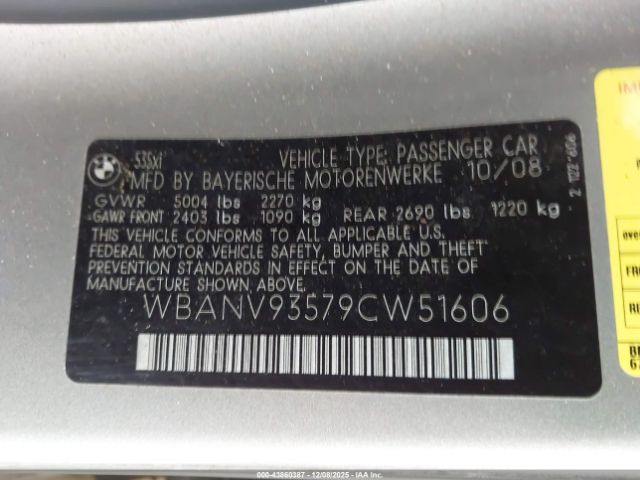 BMW
535xi
VEHICLE TYPE: PASSENGER CAR
MFD BY BAYERISCHE MOTORENWERKE 10/08
GVWR 5004 lbs 2270 kg
GAWR FRONT 2403 lbs 1090 kg REAR 2690 lbs 1220 kg
THIS VEHICLE CONFORMS TO ALL APPLICABLE U.S.
FEDERAL MOTOR VEHICLE SAFETY, BUMPER AND THEFT
PREVENTION STANDARDS IN EFFECT ON THE DATE OF
MANUFACTURE SHOWN ABOVE.
WBANV93579CW51606
000-43860387 - 12/08/2025 - IAA Inc.